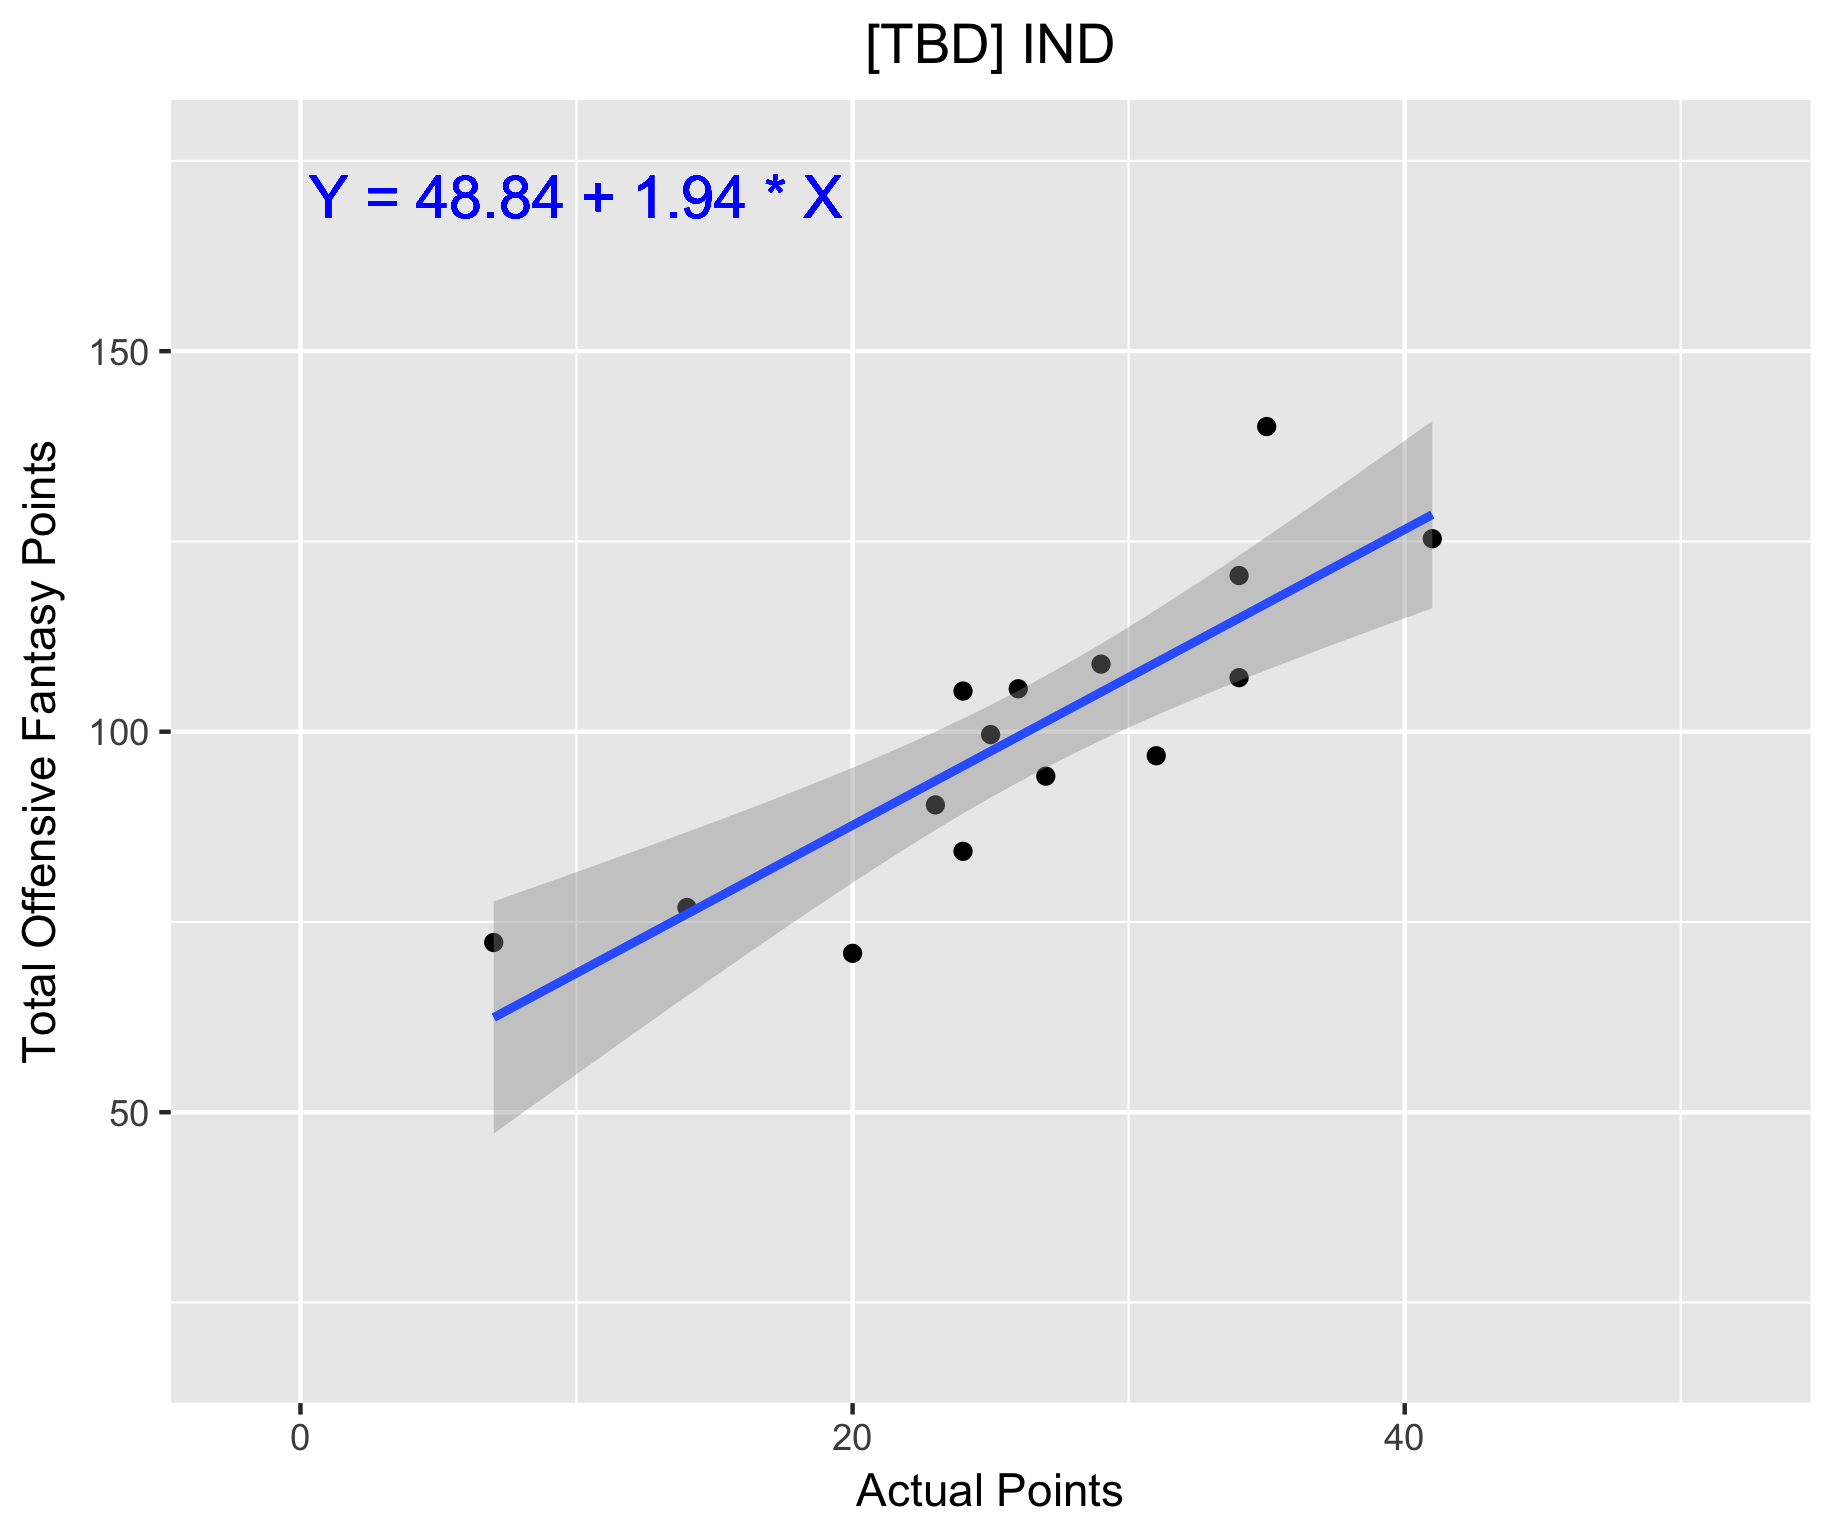 [TBD] IND
Y = 48.84 + 1.94 * X
150
100
50
Total Offensive Fantasy Points
0 20 40
Actual Points